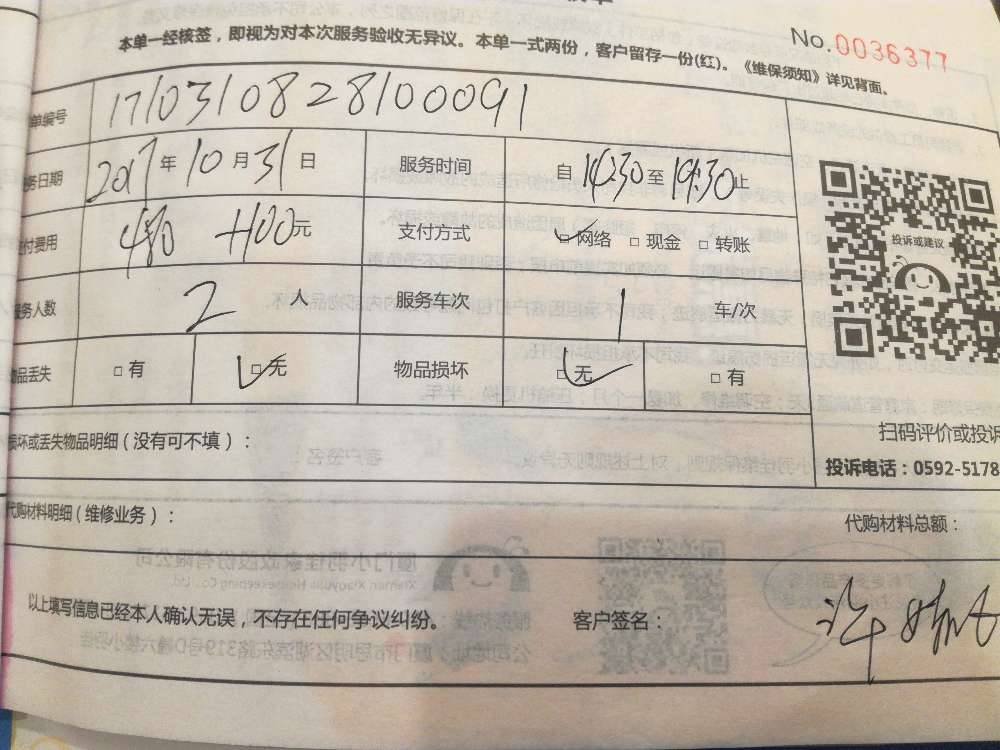 No.0036377
本单一经核签，即视为对本次服务验收无异议。本单一式两份，客户留存一份(红)。《维保须知》详见背面。
单编号 1710310828100091
务日期 2017年10月31日 服务时间 自14:30至19:30止
付费用 480 +100元 支付方式 □网络 □现金 □转账
服务人数 2人 服务车次 1 车/次
物品丢失 □有 □无 物品损坏 □无 □有
投诉或建议
损坏或丢失物品明细（没有可不填）：
扫码评价或投诉
投诉电话：0592-5178
代购材料明细（维修业务）：
代购材料总额：
以上填写信息已经本人确认无误，不存在任何争议纠纷。 客户签名：